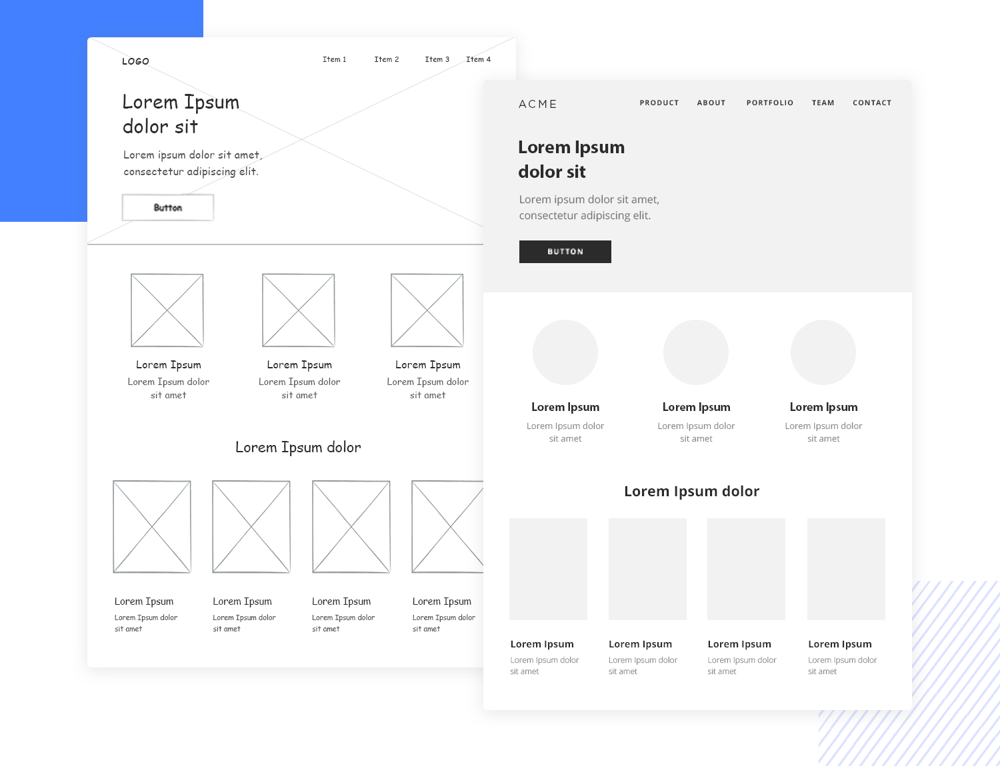 LOGO
Item 1 Item 2 Item 3 Item 4
Lorem Ipsum
dolor sit
Lorem ipsum dolor sit amet,
consectetur adipiscing elit.
Button
Lorem Ipsum Lorem Ipsum Lorem Ipsum
Lorem Ipsum dolor Lorem Ipsum dolor Lorem Ipsum dolor
sit amet sit amet sit amet
Lorem Ipsum dolor
Lorem Ipsum Lorem Ipsum Lorem Ipsum Lorem Ipsum
Lorem Ipsum dolor Lorem Ipsum dolor Lorem Ipsum dolor Lorem Ipsum dolor
sit amet sit amet sit amet sit amet
ACME
PRODUCT ABOUT PORTFOLIO TEAM CONTACT
Lorem Ipsum
dolor sit
Lorem ipsum dolor sit amet,
consectetur adipiscing elit.
BUTTON
Lorem Ipsum Lorem Ipsum Lorem Ipsum
Lorem Ipsum dolor Lorem Ipsum dolor Lorem Ipsum dolor
sit amet sit amet sit amet
Lorem Ipsum dolor
Lorem Ipsum Lorem Ipsum Lorem Ipsum Lorem Ipsum
Lorem Ipsum dolor Lorem Ipsum dolor Lorem Ipsum dolor Lorem Ipsum dolor
sit amet sit amet sit amet sit amet